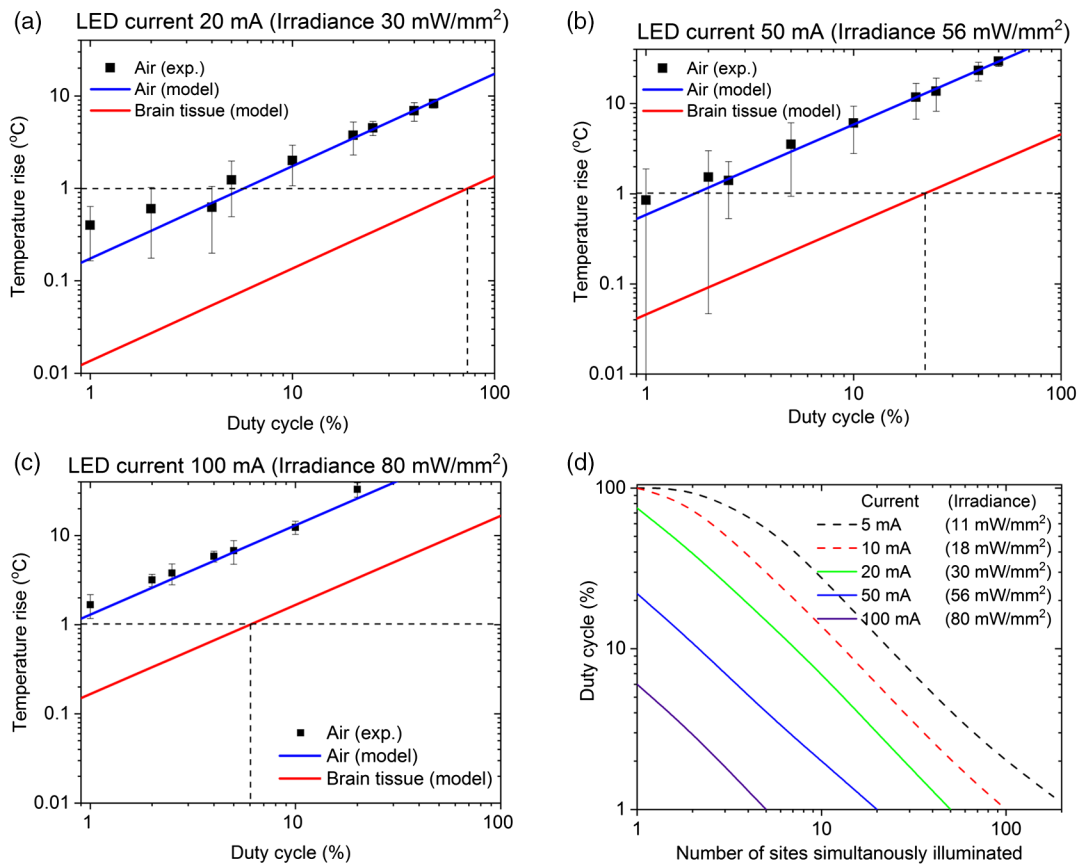 (a)
LED current 20 mA (Irradiance 30 mW/mm²)
Air (exp.)
Air (model)
Brain tissue (model)
Temperature rise (°C)
10
1
0.1
0.01
1
10
100
Duty cycle (%)
(b)
LED current 50 mA (Irradiance 56 mW/mm²)
Air (exp.)
Air (model)
Brain tissue (model)
Temperature rise (°C)
10
1
0.1
0.01
1
10
100
Duty cycle (%)
(c)
LED current 100 mA (Irradiance 80 mW/mm²)
Temperature rise (°C)
10
1
0.1
0.01
Air (exp.)
Air (model)
Brain tissue (model)
1
10
100
Duty cycle (%)
(d)
Current (Irradiance)
5 mA (11 mW/mm²)
10 mA (18 mW/mm²)
20 mA (30 mW/mm²)
50 mA (56 mW/mm²)
100 mA (80 mW/mm²)
Duty cycle (%)
100
10
1
1
10
100
Number of sites simultanously illuminated